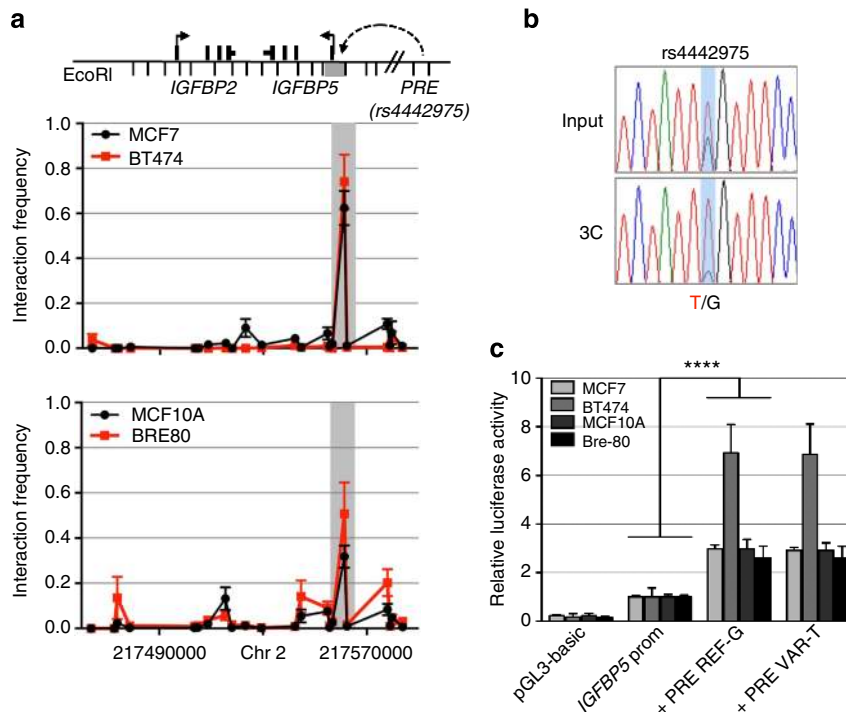 a
EcoRI
IGFBP2
IGFBP5
PRE
(rs4442975)
Interaction frequency
1.0
0.8
0.6
0.4
0.2
0.0
MCF7
BT474
Interaction frequency
1.0
0.8
0.6
0.4
0.2
0.0
MCF10A
BRE80
217490000
Chr 2
217570000
b
rs4442975
Input
3C
T/G
c
Relative luciferase activity
10
8
6
4
2
0
MCF7
BT474
MCF10A
Bre-80
****
pGL3-basic
IGFBP5 prom
+ PRE REF-G
+ PRE VAR-T